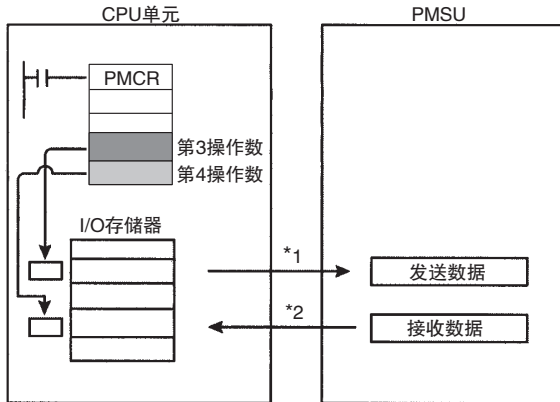 CPU单元
PMSU
PMCR
第3操作数
第4操作数
I/O存储器
*1
发送数据
*2
接收数据